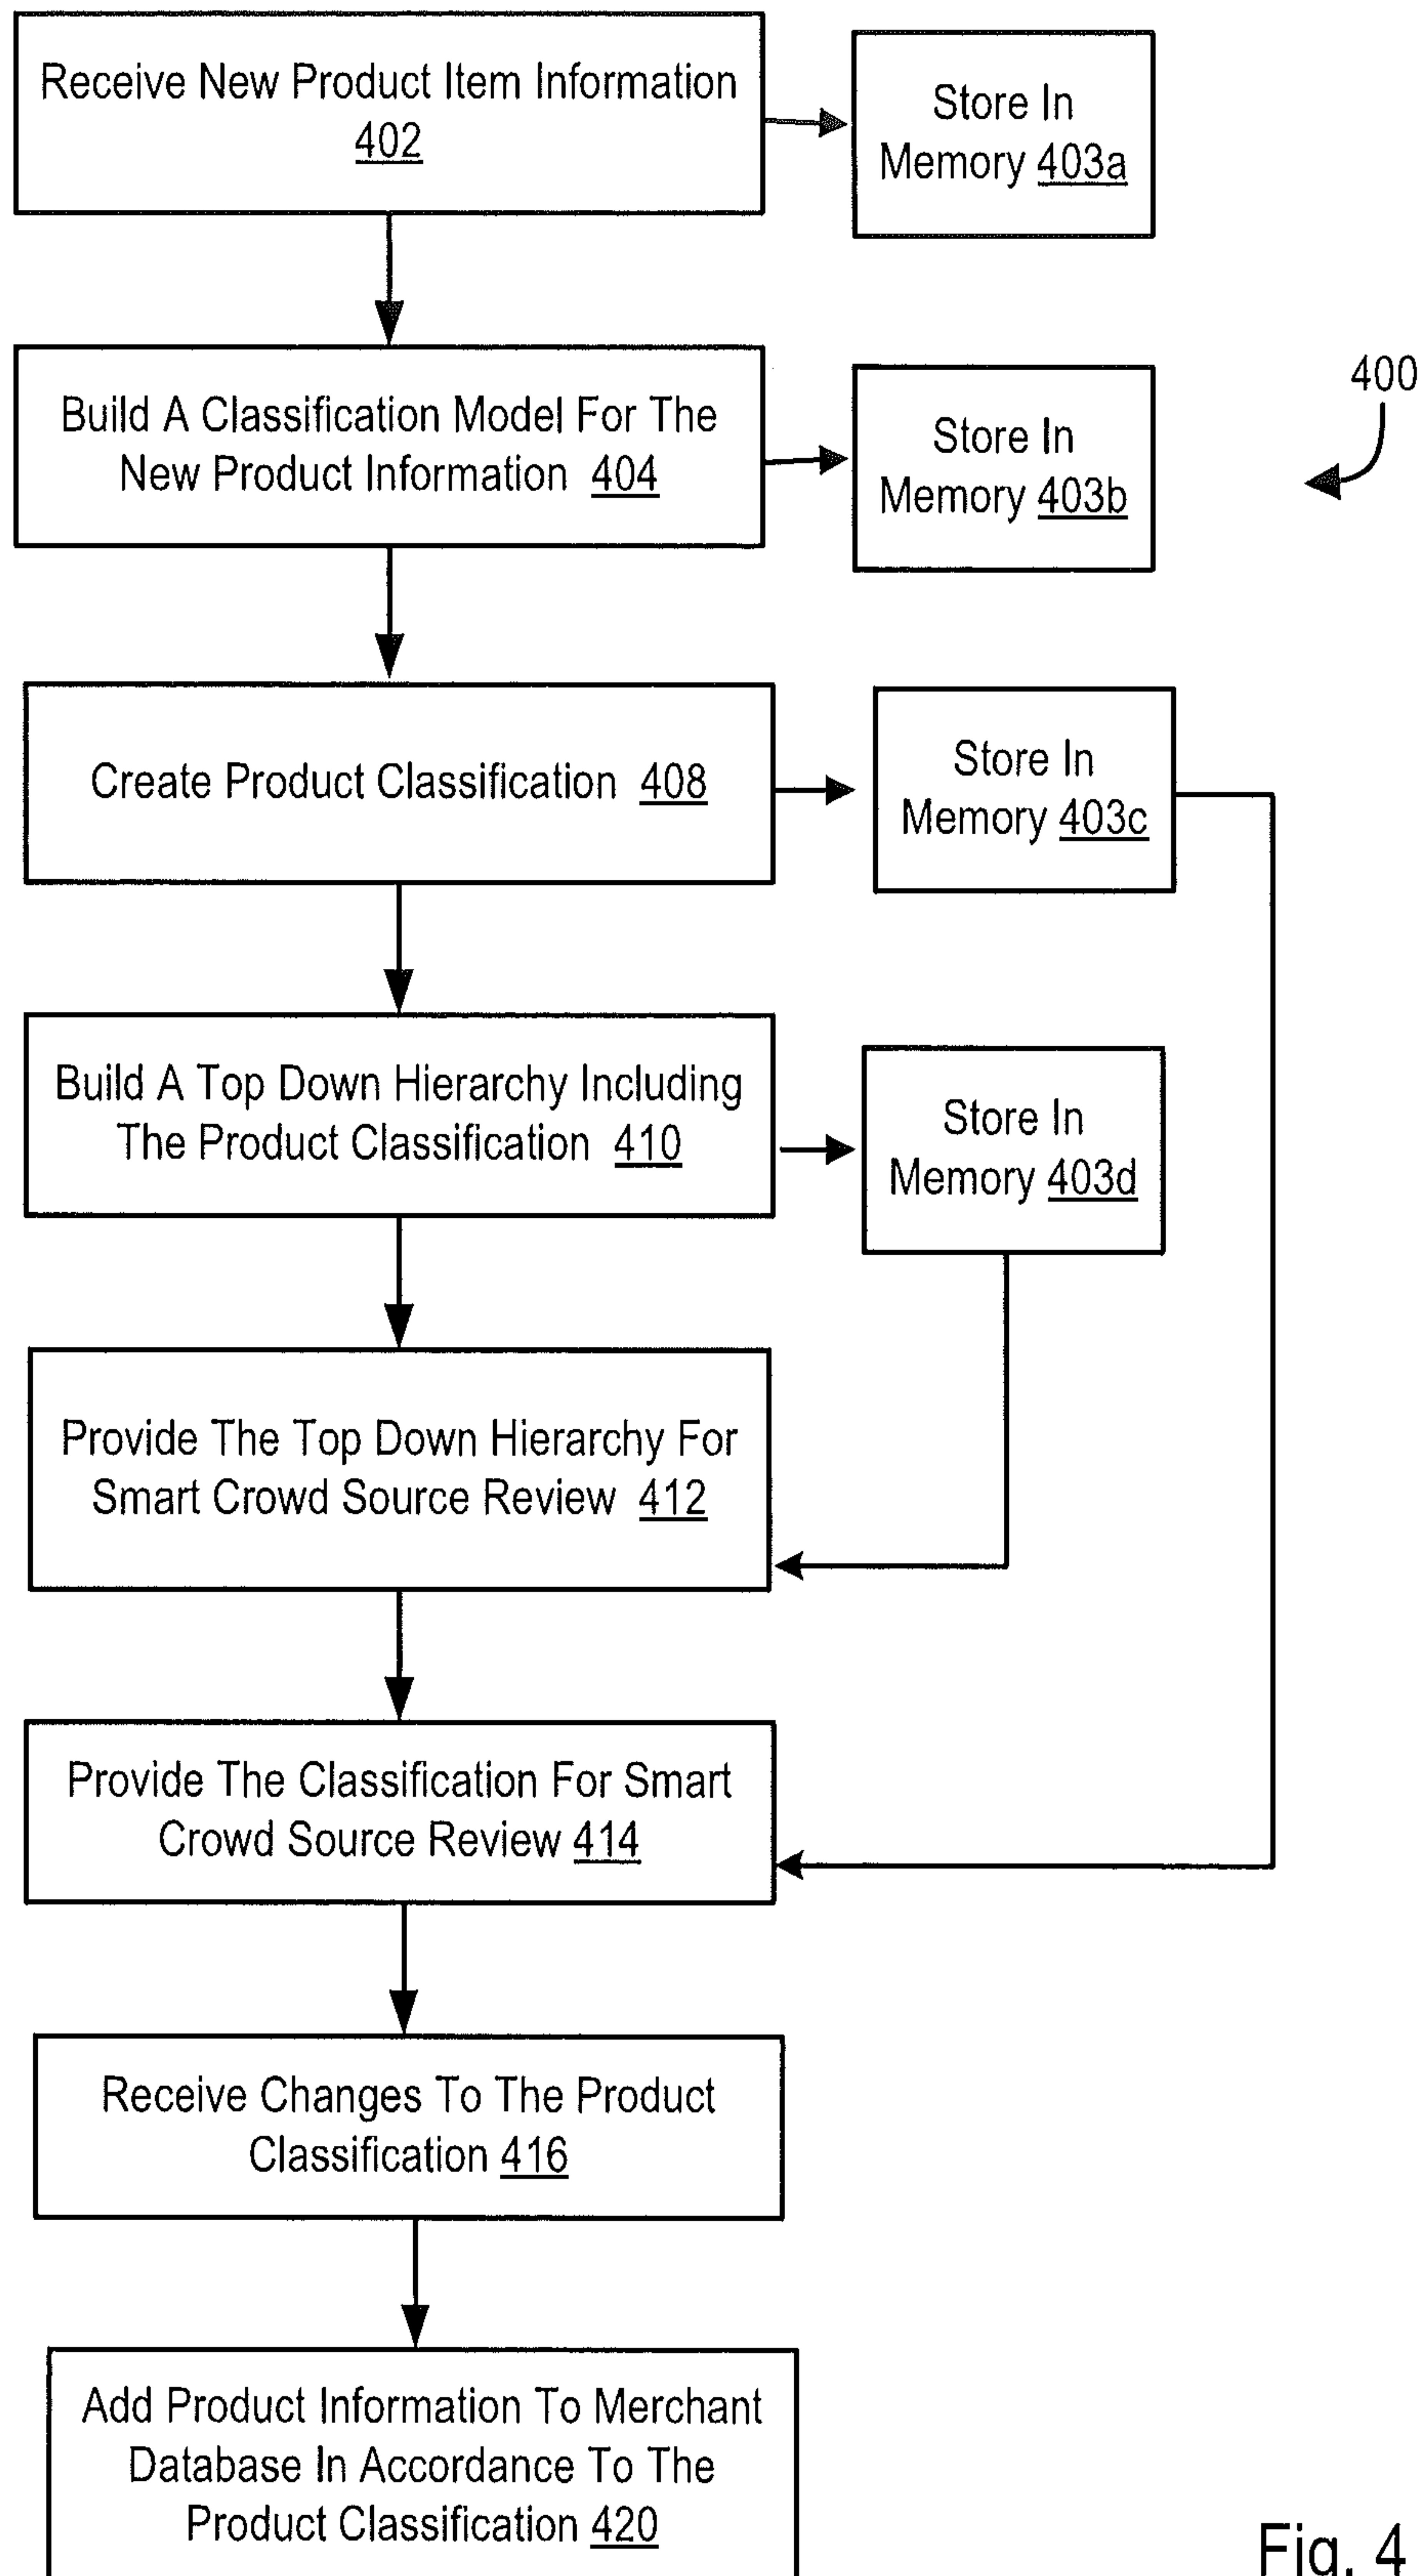 Receive New Product Item Information
402
Store In
Memory 403a
Build A Classification Model For The
New Product Information 404
Store In
Memory 403b
400
Create Product Classification 408
Store In
Memory 403c
Build A Top Down Hierarchy Including
The Product Classification 410
Store In
Memory 403d
Provide The Top Down Hierarchy For
Smart Crowd Source Review 412
Provide The Classification For Smart
Crowd Source Review 414
Receive Changes To The Product
Classification 416
Add Product Information To Merchant
Database In Accordance To The
Product Classification 420
Fig. 4